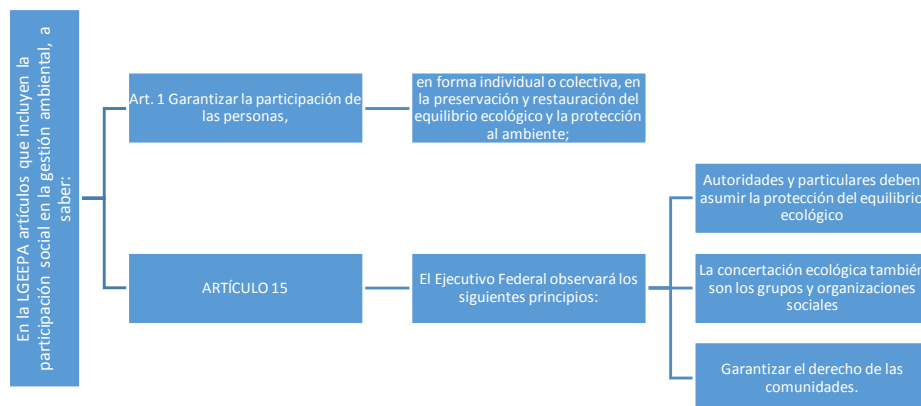 En la LGEEPA artículos que incluyen la
participación social en la gestión ambiental, a
saber:
Art. 1 Garantizar la participación de
las personas,
en forma individual o colectiva, en
la preservación y restauración del
equilibrio ecológico y la protección
al ambiente;
ARTÍCULO 15
El Ejecutivo Federal observará los
siguientes principios:
Autoridades y particulares deben
asumir la protección del equilibrio
ecológico
La concertación ecológica también
son los grupos y organizaciones
sociales
Garantizar el derecho de las
comunidades.